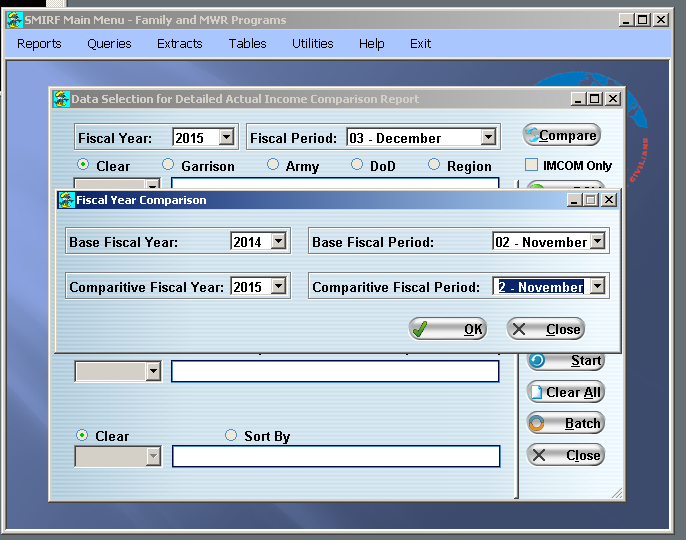 SMIRF Main Menu - Family and MWR Programs
Reports Queries Extracts Tables Utilities Help Exit
Data Selection for Detailed Actual Income Comparison Report
Fiscal Year: 2015 Fiscal Period: 03 - December Compare
Clear Garrison Army DoD Region IMCOM Only
Fiscal Year Comparison
Base Fiscal Year: 2014 Base Fiscal Period: 02 - November
Comparitive Fiscal Year: 2015 Comparitive Fiscal Period: 2 - November
OK Close
Start
Clear All
Clear Sort By Batch
Close